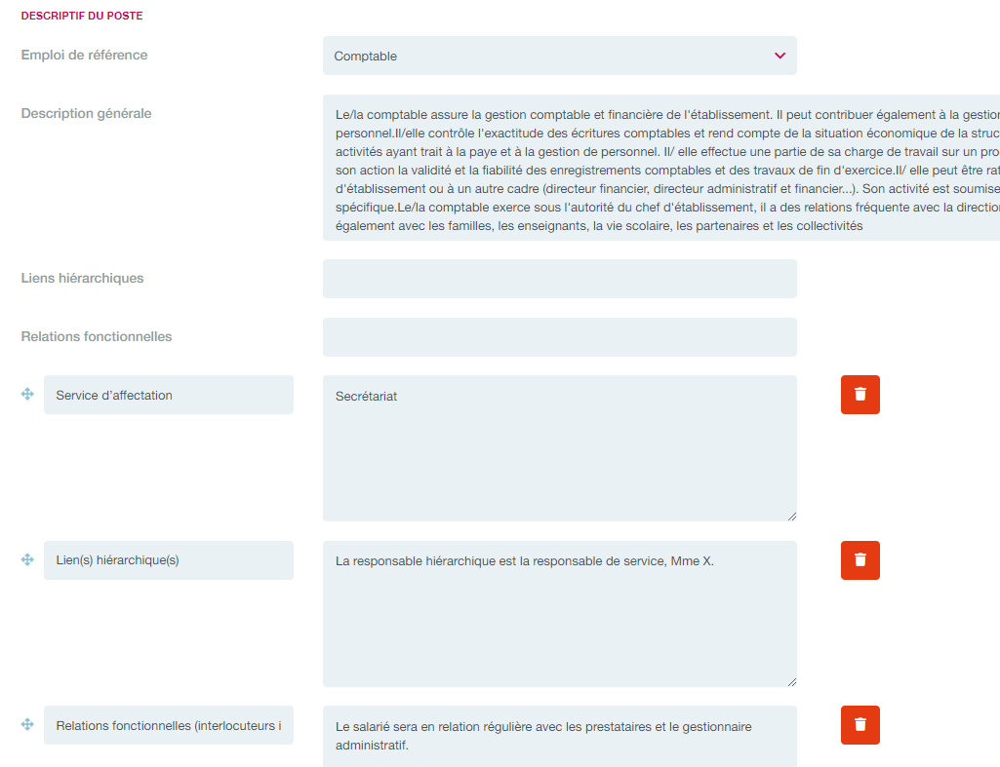 DESCRIPTIF DU POSTE
Emploi de référence
Comptable
Description générale
Le/la comptable assure la gestion comptable et financière de l'établissement. Il peut contribuer également à la gestion
personnel.Il/elle contrôle l'exactitude des écritures comptables et rend compte de la situation économique de la
activités ayant trait à la paye et à la gestion de personnel. Il/ elle effectue une partie de sa charge de travail sur un
son action la validité et la fiabilité des enregistrements comptables et des travaux de fin d'exercice.Il/ elle peut être
d'établissement ou à un autre cadre (directeur financier, directeur administratif et financier...). Son activité est soumise
spécifique.Le/la comptable exerce sous l'autorité du chef d'établissement, il a des relations fréquente avec la direction
également avec les familles, les enseignants, la vie scolaire, les partenaires et les collectivités
Liens hiérarchiques
Relations fonctionnelles
Service d'affectation
Secrétariat
Lien(s) hiérarchique(s)
La responsable hiérarchique est la responsable de service, Mme X.
Relations fonctionnelles (interlocuteurs i
Le salarié sera en relation régulière avec les prestataires et le gestionnaire
administratif.